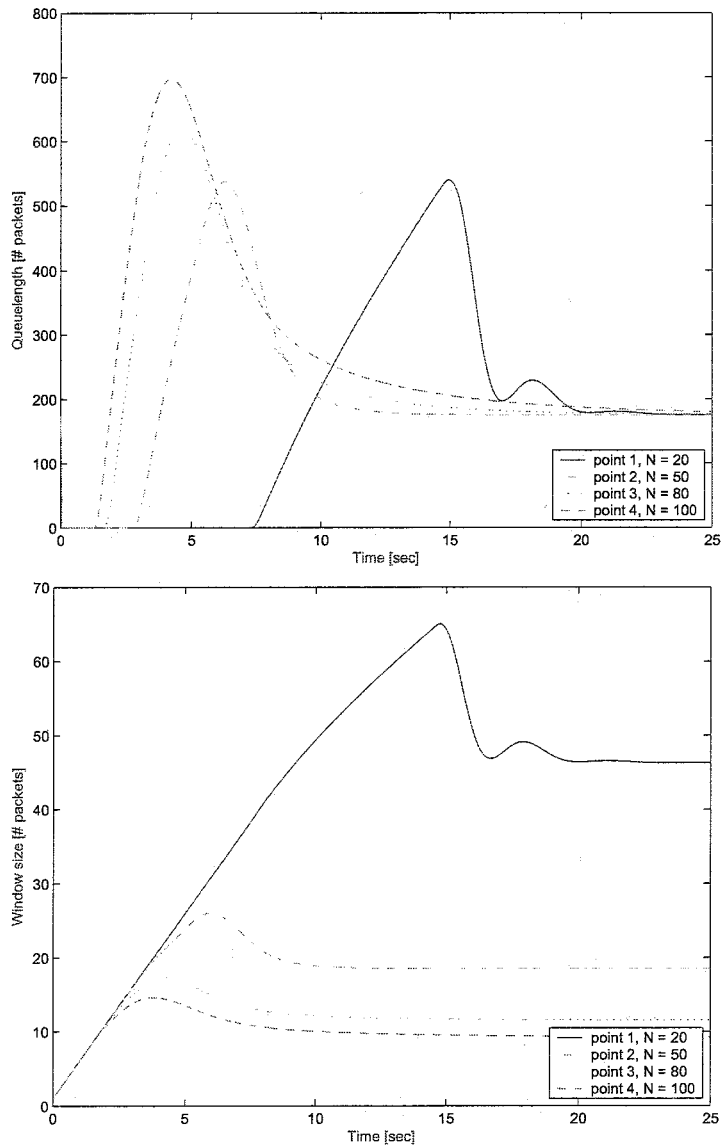 800
700
600
500
400
300
200
100
0
Queuelength [# packets]
0 5 10 15 20 25
Time [sec]
point 1, N = 20
point 2, N = 50
point 3, N = 80
point 4, N = 100
70
60
50
40
30
20
10
0
Window size [# packets]
0 5 10 15 20 25
Time [sec]
point 1, N = 20
point 2, N = 50
point 3, N = 80
point 4, N = 100